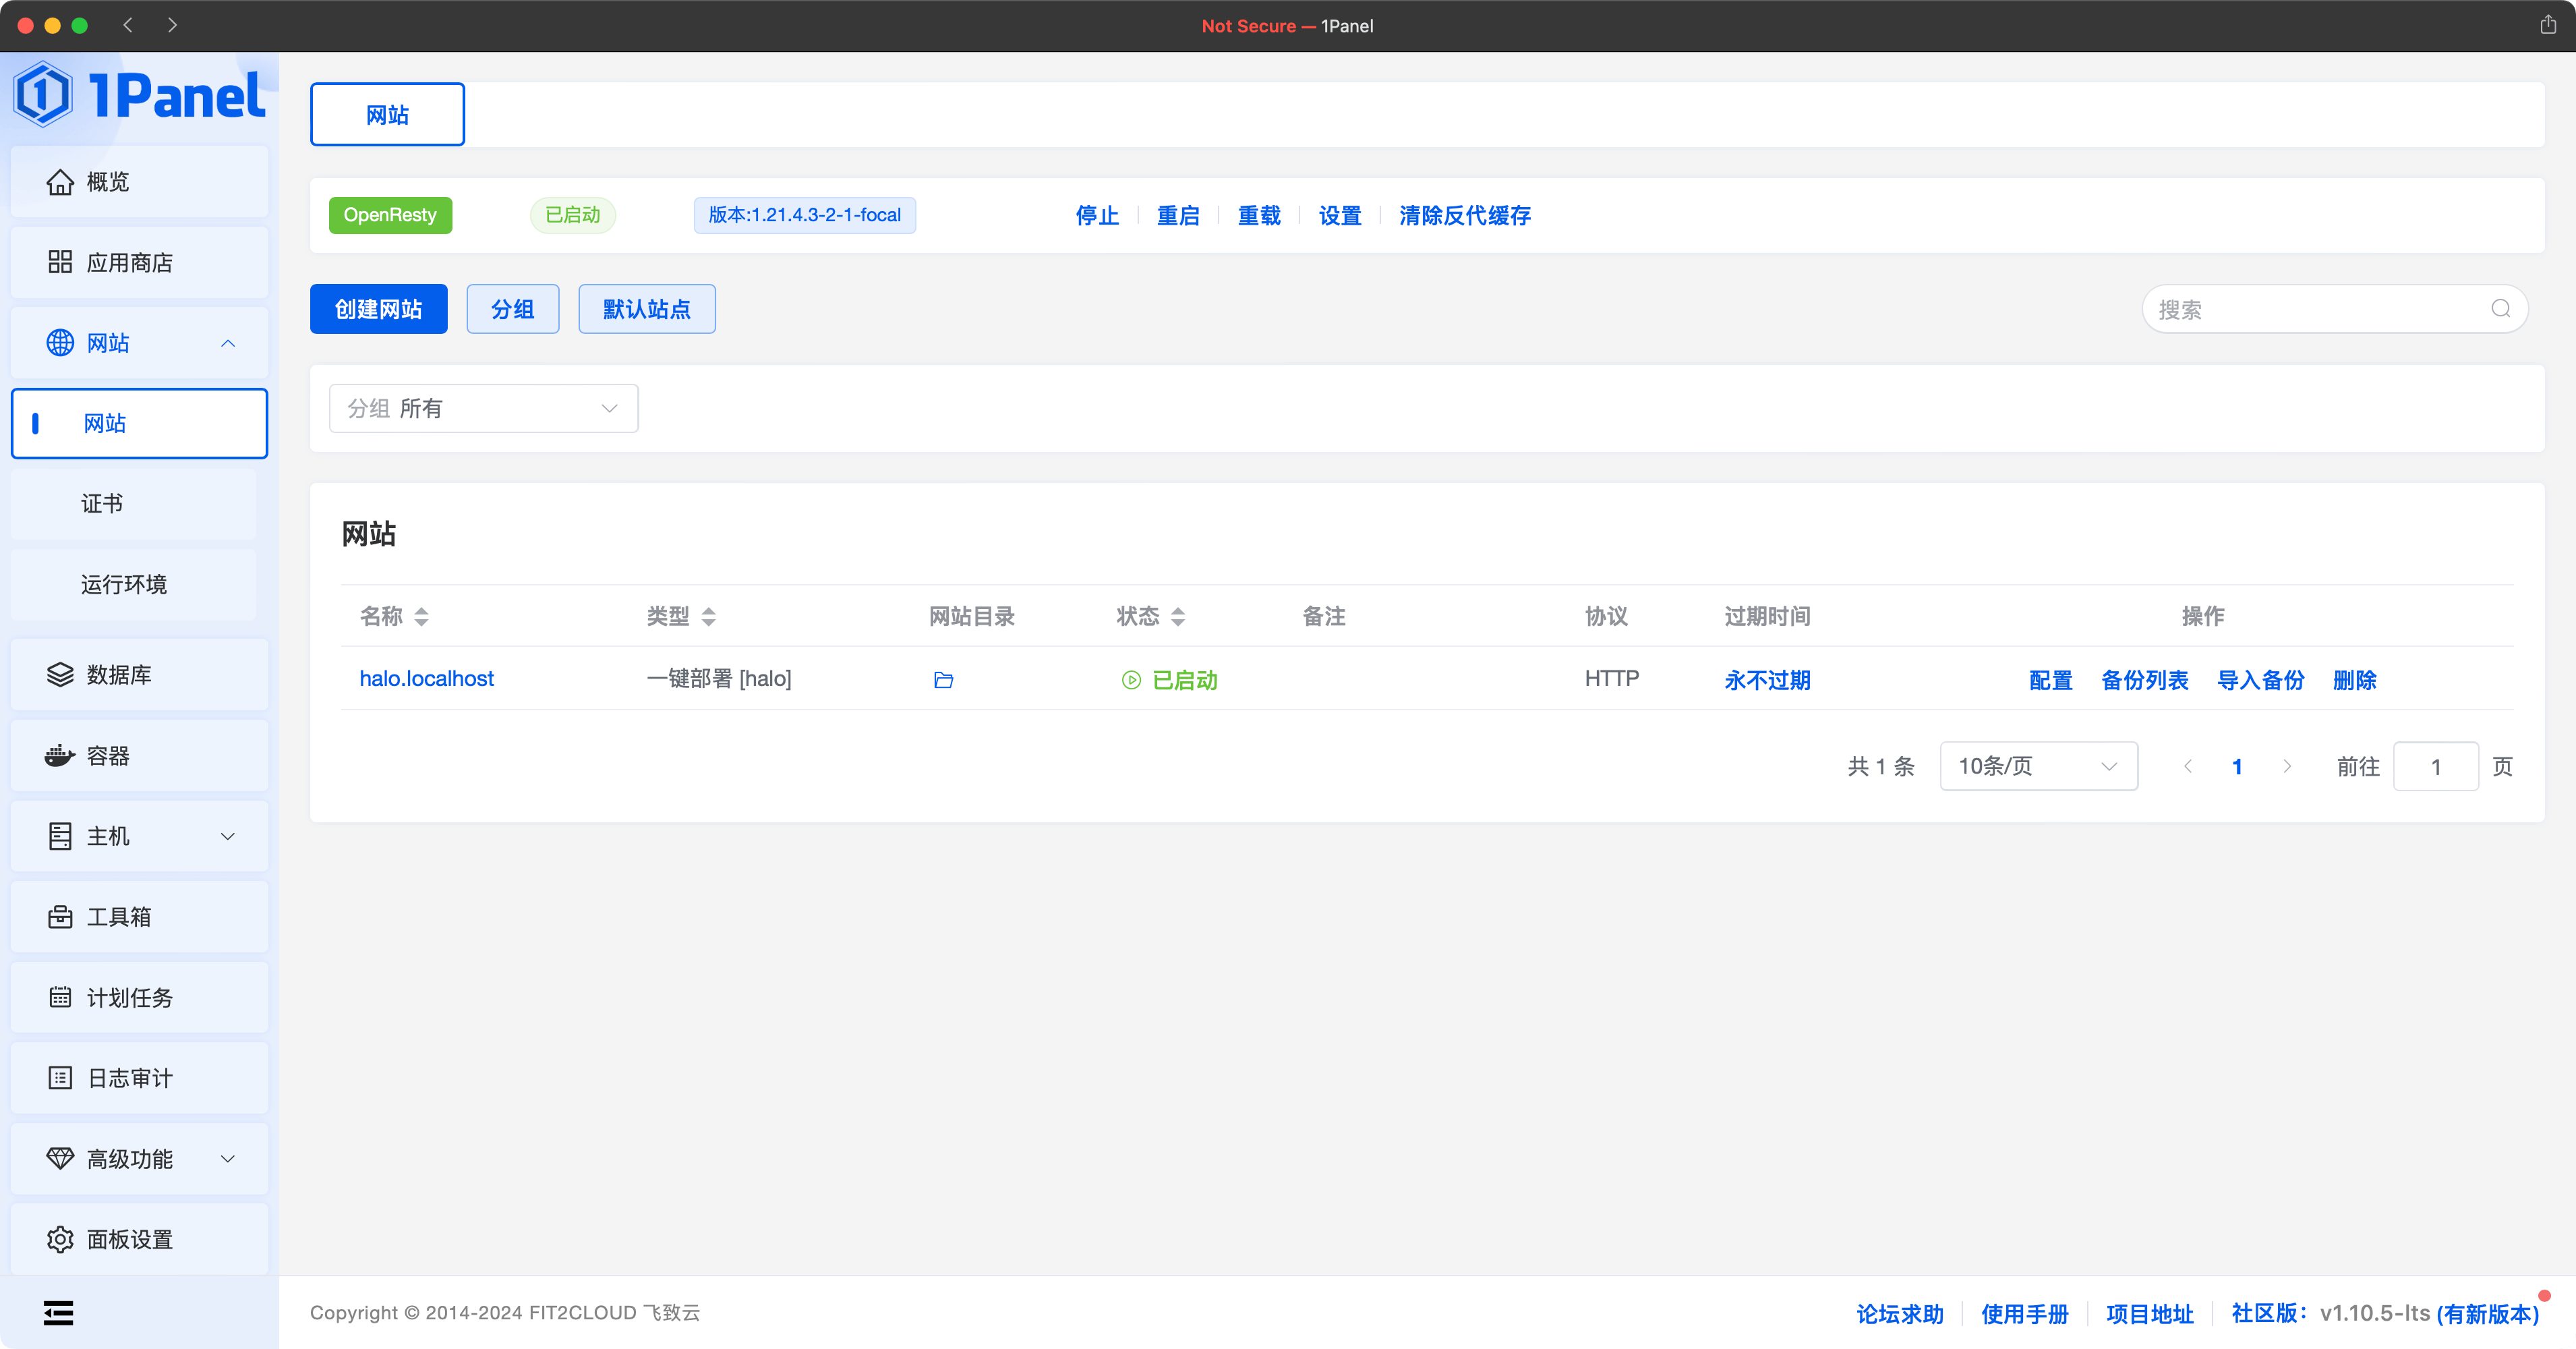 Not Secure — 1Panel
1Panel
概览
应用商店
网站
网站
证书
运行环境
数据库
容器
主机
工具箱
计划任务
日志审计
高级功能
面板设置
网站
OpenResty 已启动 版本:1.21.4.3-2-1-focal 停止 重启 重载 设置 清除反代缓存
创建网站 分组 默认站点 搜索
分组 所有
网站
名称 类型 网站目录 状态 备注 协议 过期时间 操作
halo.localhost 一键部署 [halo] 已启动 HTTP 永不过期 配置 备份列表 导入备份 删除
共 1 条 10条/页 1 前往 1 页
Copyright © 2014-2024 FIT2CLOUD 飞致云 论坛求助 使用手册 项目地址 社区版：v1.10.5-lts (有新版本)